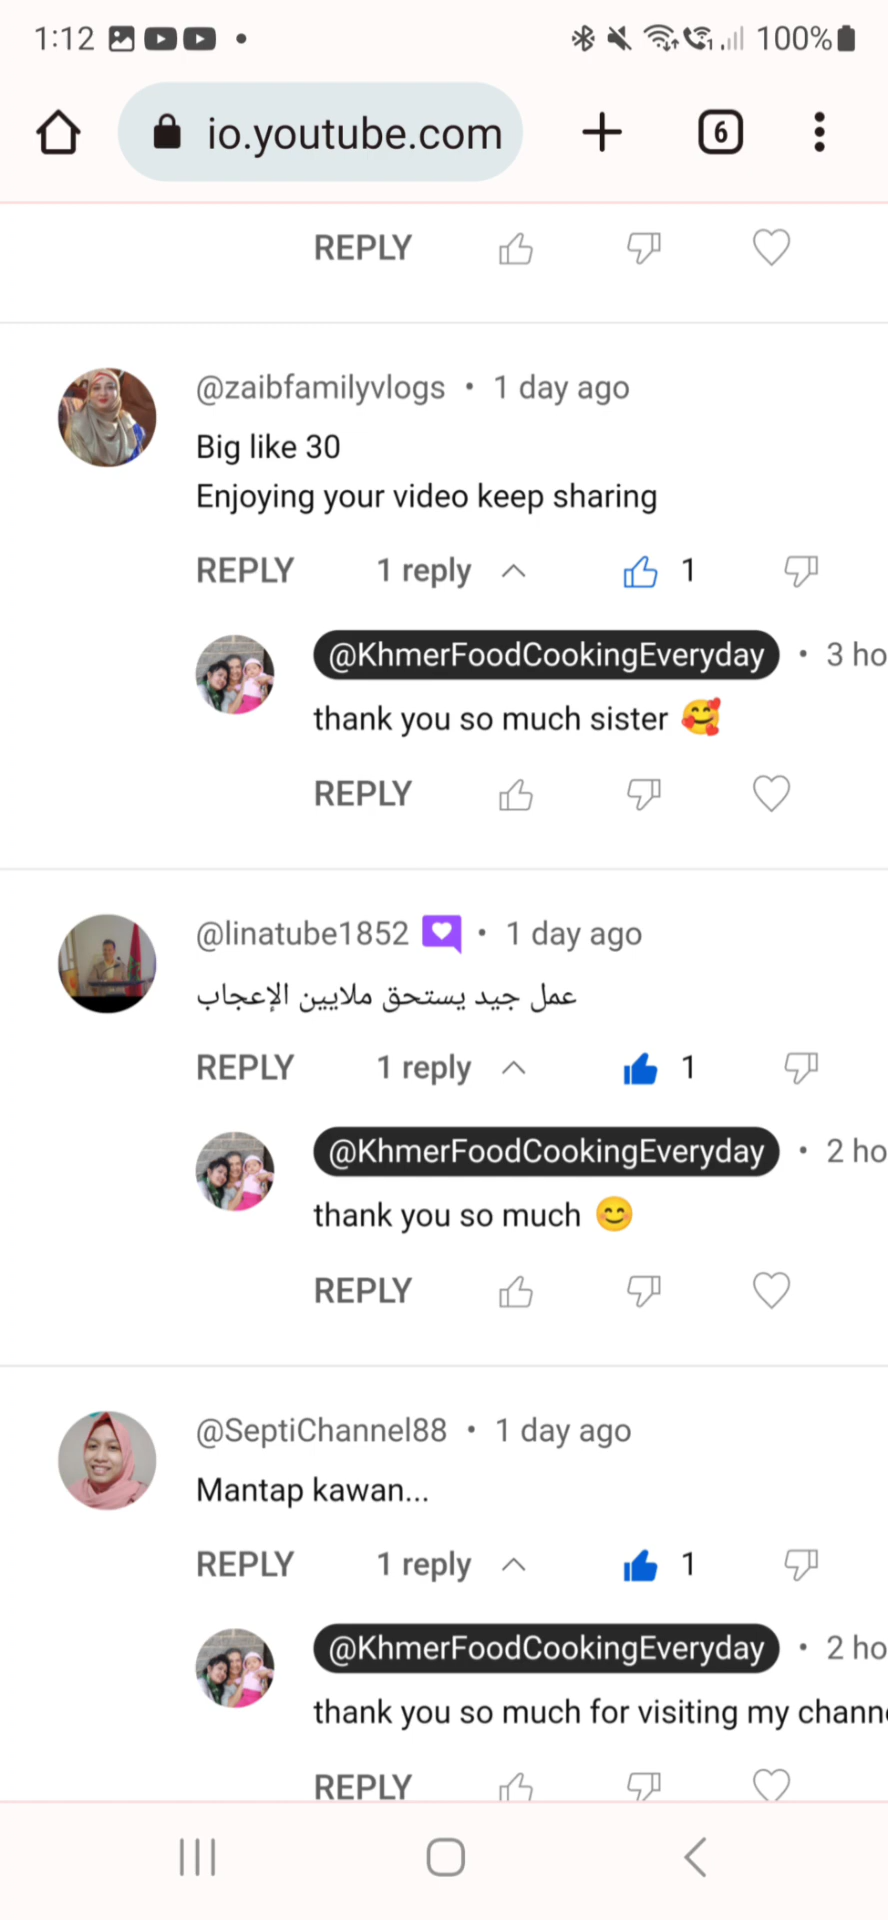 1:12
100%
io.youtube.com
6
REPLY
@zaibfamilyvlogs • 1 day ago
Big like 30
Enjoying your video keep sharing
REPLY 1 reply 1
@KhmerFoodCookingEveryday • 3 ho
thank you so much sister 🥰
REPLY
@linatube1852 • 1 day ago
عمل جيد يستحق ملايين الإعجاب
REPLY 1 reply 1
@KhmerFoodCookingEveryday • 2 ho
thank you so much 😊
REPLY
@SeptiChannel88 • 1 day ago
Mantap kawan...
REPLY 1 reply 1
@KhmerFoodCookingEveryday • 2 ho
thank you so much for visiting my chann
REPLY